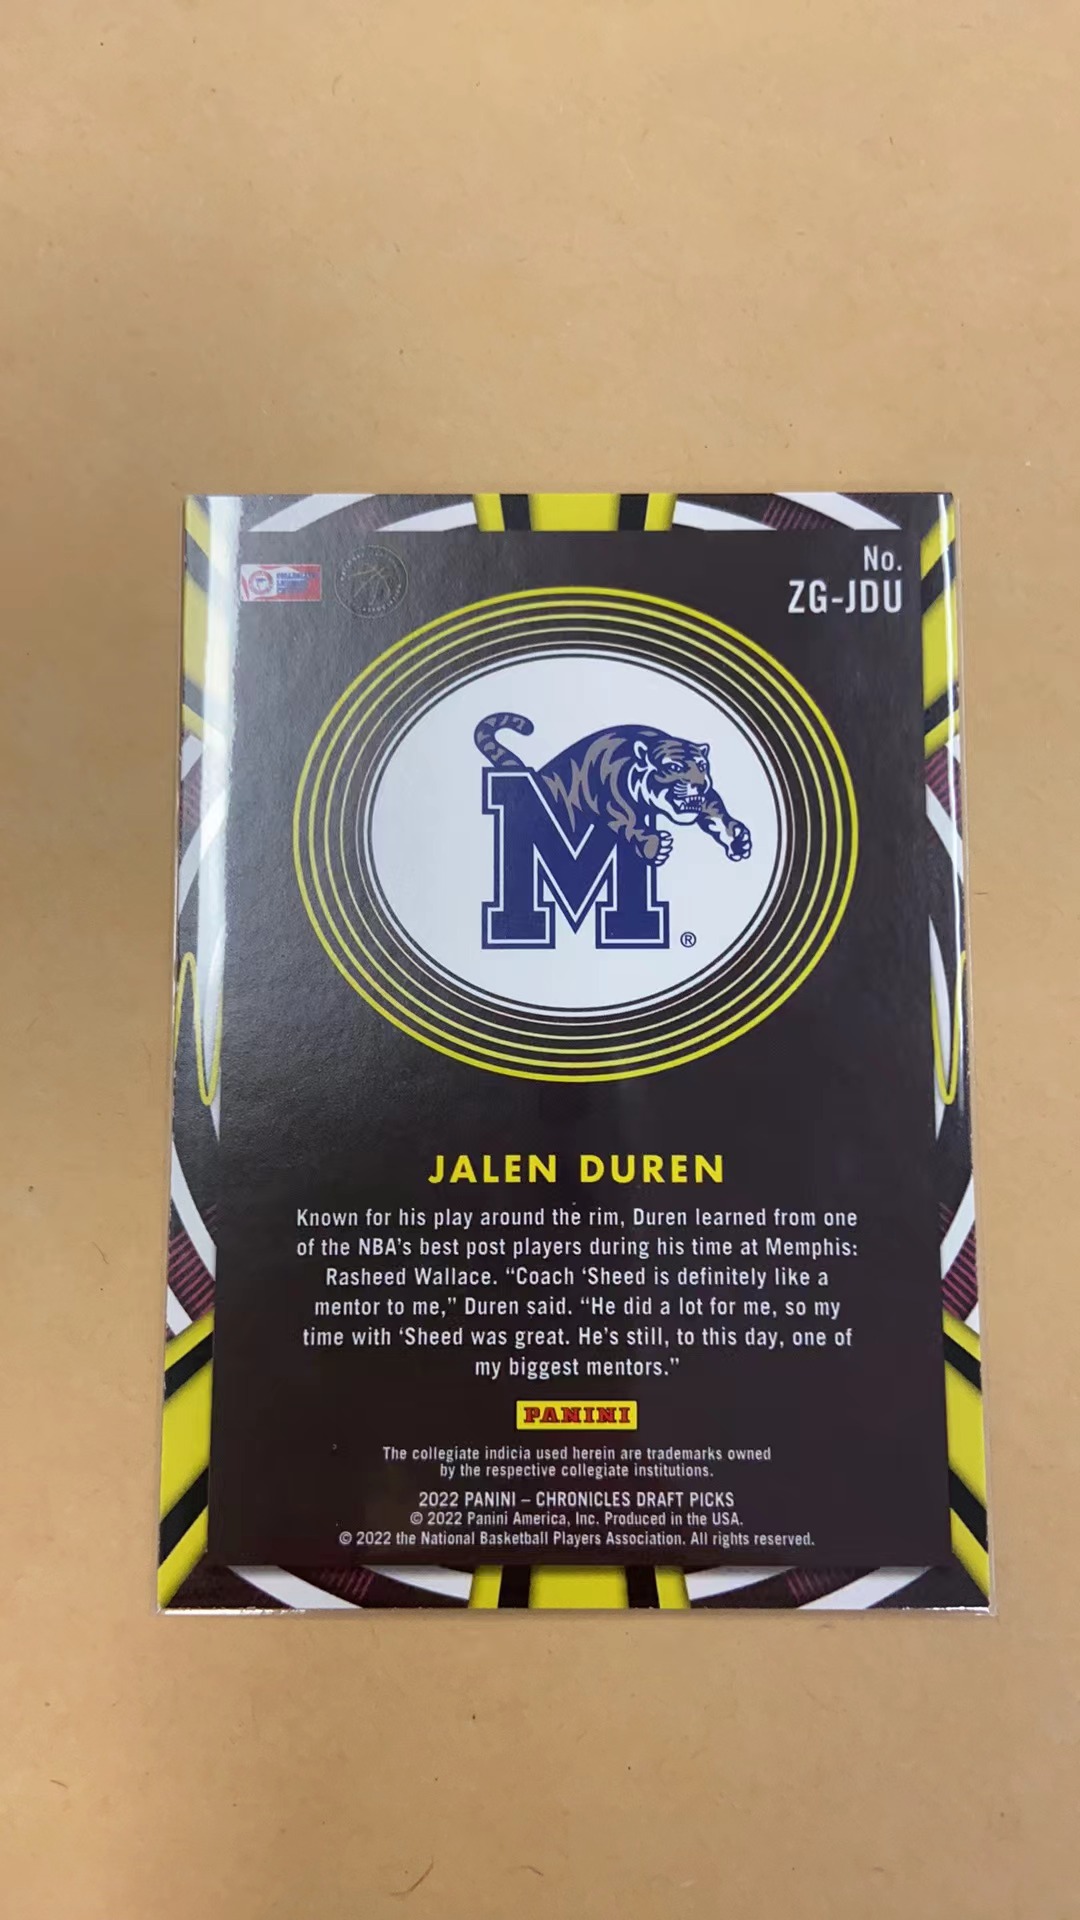 No.
ZG-JDU
M
®
JALEN DUREN
Known for his play around the rim, Duren learned from one
of the NBA's best post players during his time at Memphis:
Rasheed Wallace. “Coach ‘Sheed is definitely like a
mentor to me,” Duren said. “He did a lot for me, so my
time with ‘Sheed was great. He's still, to this day, one of
my biggest mentors.”
PANINI
The collegiate indicia used herein are trademarks owned
by the respective collegiate institutions.
2022 PANINI – CHRONICLES DRAFT PICKS
© 2022 Panini America, Inc. Produced in the USA.
© 2022 the National Basketball Players Association. All rights reserved.